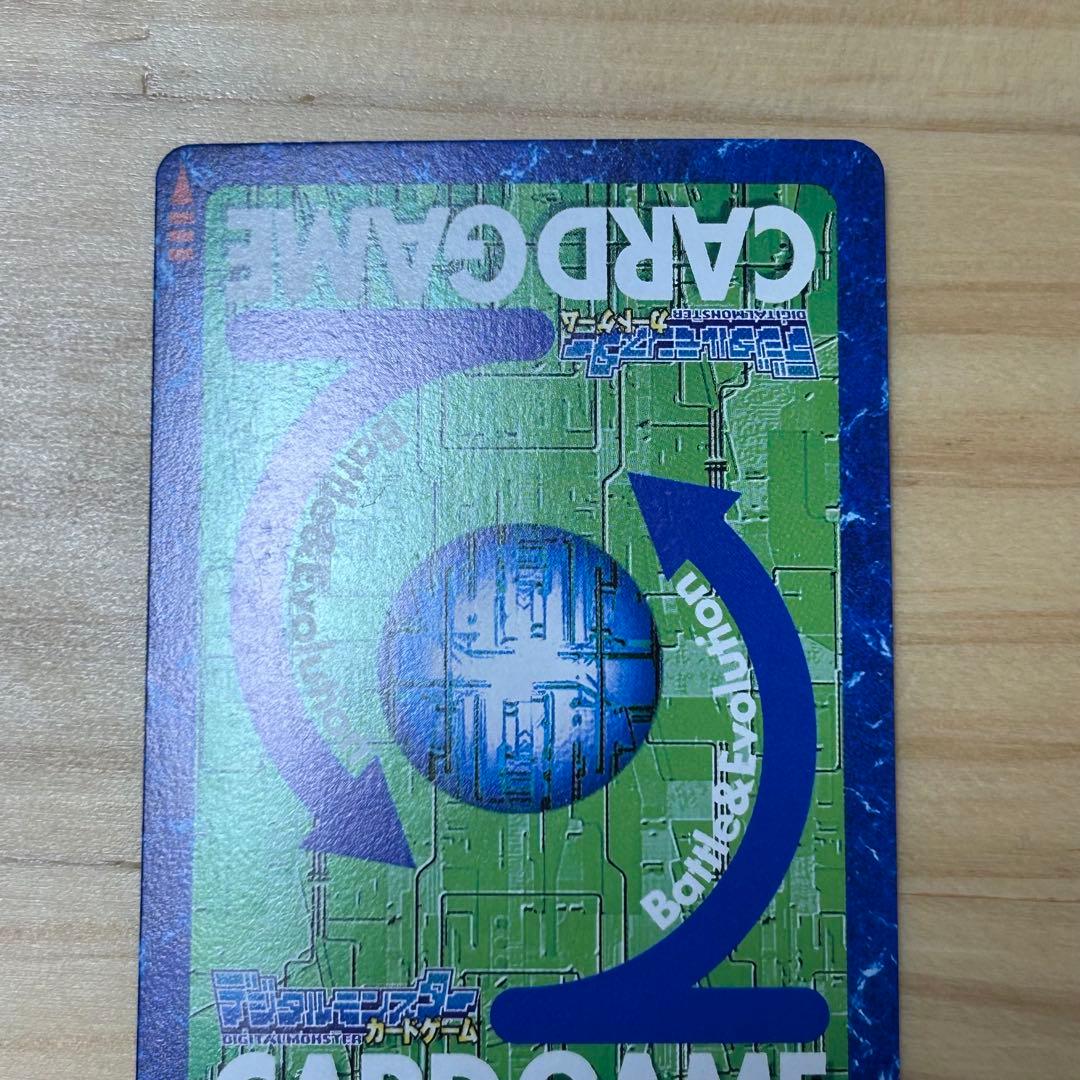 CARD GAME
デジタルモンスター
カードゲーム
DIGITALMONSTER
Battle&Evolution
Battle&Evolution
デジタルモンスター
DIGITALMONSTER カードゲーム
CARD GAME